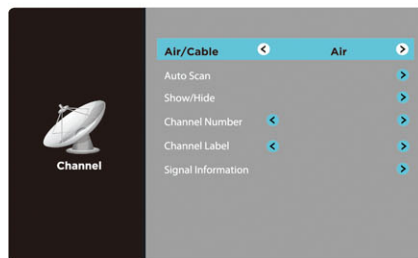 Air/Cable Air
Auto Scan
Show/Hide
Channel Number
Channel Label
Signal Information
Channel